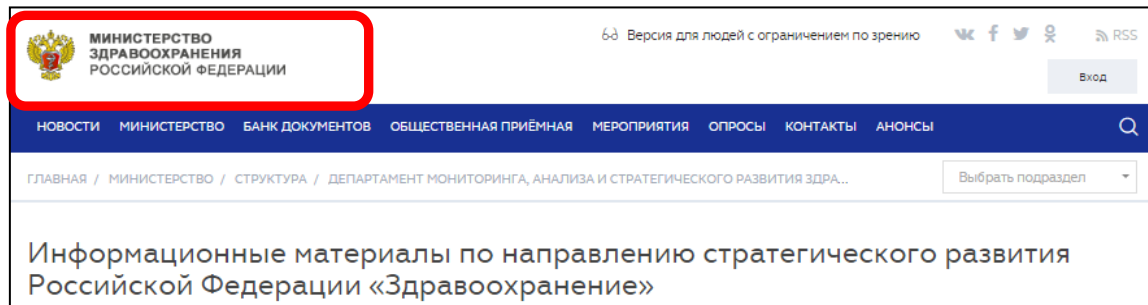 МИНИСТЕРСТВО
ЗДРАВООХРАНЕНИЯ
РОССИЙСКОЙ ФЕДЕРАЦИИ
Версия для людей с ограничением по зрению
RSS
Вход
НОВОСТИ МИНИСТЕРСТВО БАНК ДОКУМЕНТОВ ОБЩЕСТВЕННАЯ ПРИЁМНАЯ МЕРОПРИЯТИЯ ОПРОСЫ КОНТАКТЫ АНОНСЫ
ГЛАВНАЯ / МИНИСТЕРСТВО / СТРУКТУРА / ДЕПАРТАМЕНТ МОНИТОРИНГА, АНАЛИЗА И СТРАТЕГИЧЕСКОГО РАЗВИТИЯ ЗДРА...
Выбрать подраздел
Информационные материалы по направлению стратегического развития
Российской Федерации «Здравоохранение»